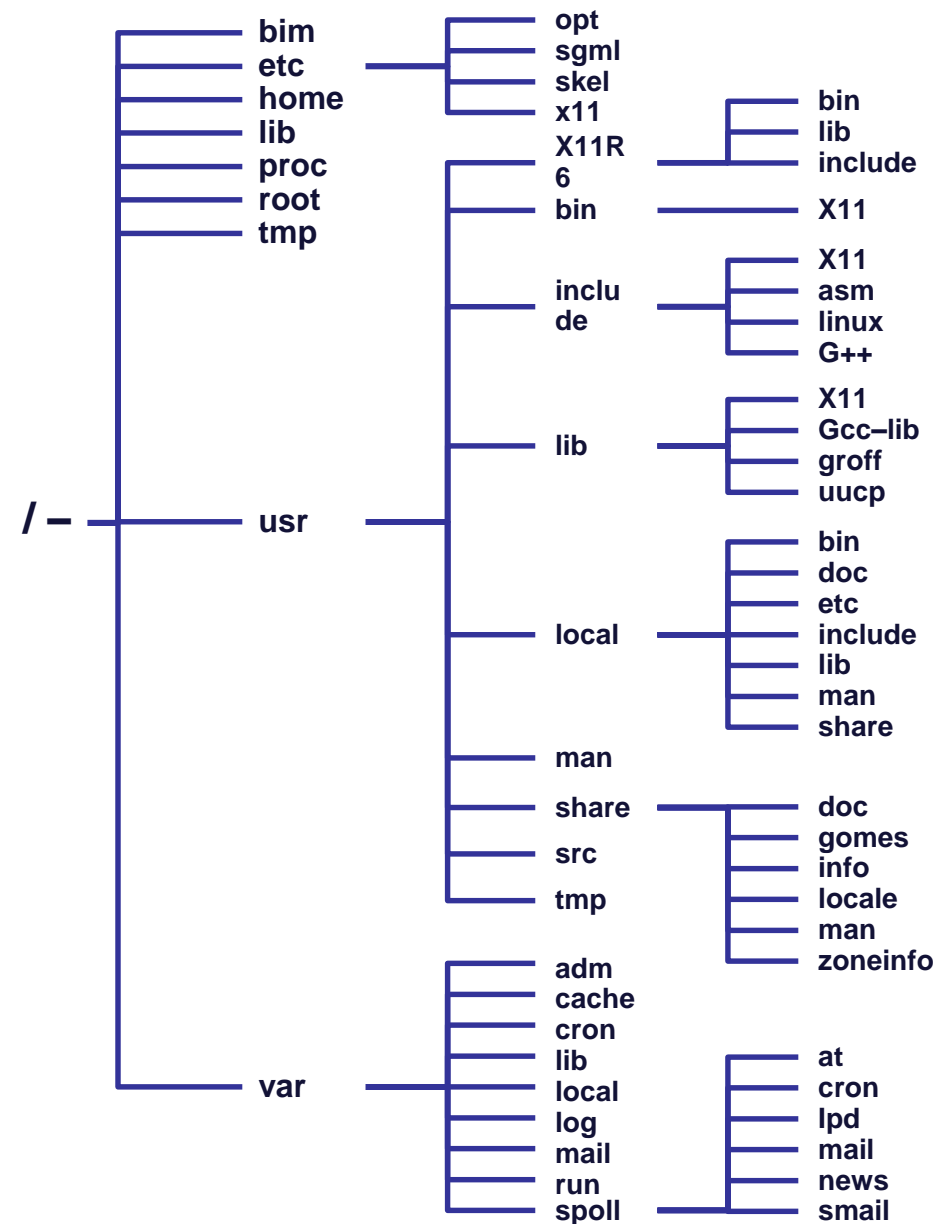 / –
bim
etc
home
lib
proc
root
tmp
usr
var
opt
sgml
skel
x11
X11R
6
bin
inclu
de
lib
local
man
share
src
tmp
adm
cache
cron
lib
local
log
mail
run
spoll
bin
lib
include
X11
X11
asm
linux
G++
X11
Gcc–lib
groff
uucp
bin
doc
etc
include
lib
man
share
doc
gomes
info
locale
man
zoneinfo
at
cron
lpd
mail
news
smail